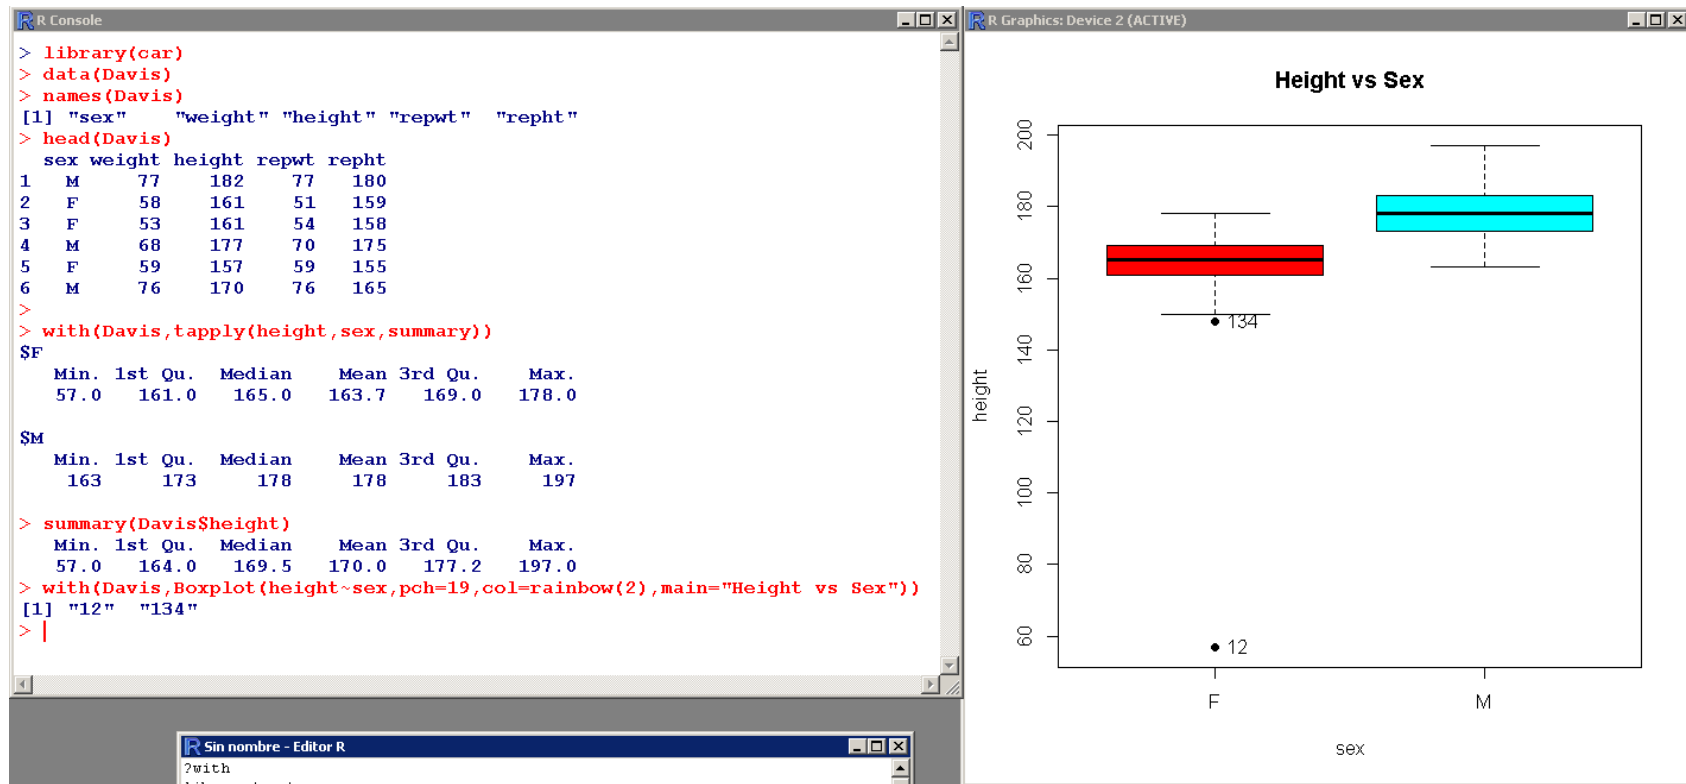 R Console
> library(car)
> data(Davis)
> names(Davis)
[1] "sex"    "weight" "height" "repwt"  "repht"
> head(Davis)
  sex weight height repwt repht
1   M     77    182    77   180
2   F     58    161    51   159
3   F     53    161    54   158
4   M     68    177    70   175
5   F     59    157    59   155
6   M     76    170    76   165
>
> with(Davis,tapply(height,sex,summary))
$F
   Min. 1st Qu.  Median    Mean 3rd Qu.    Max.
   57.0   161.0   165.0   163.7   169.0   178.0
$M
   Min. 1st Qu.  Median    Mean 3rd Qu.    Max.
    163     173     178     178     183     197
> summary(Davis$height)
   Min. 1st Qu.  Median    Mean 3rd Qu.    Max.
   57.0   164.0   169.5   170.0   177.2   197.0
> with(Davis,Boxplot(height~sex,pch=19,col=rainbow(2),main="Height vs Sex"))
[1] "12"  "134"
>
R Graphics: Device 2 (ACTIVE)
Height vs Sex
200
180
160
140
120
100
80
60
height
134
12
F
M
sex
Sin nombre - Editor R
?with